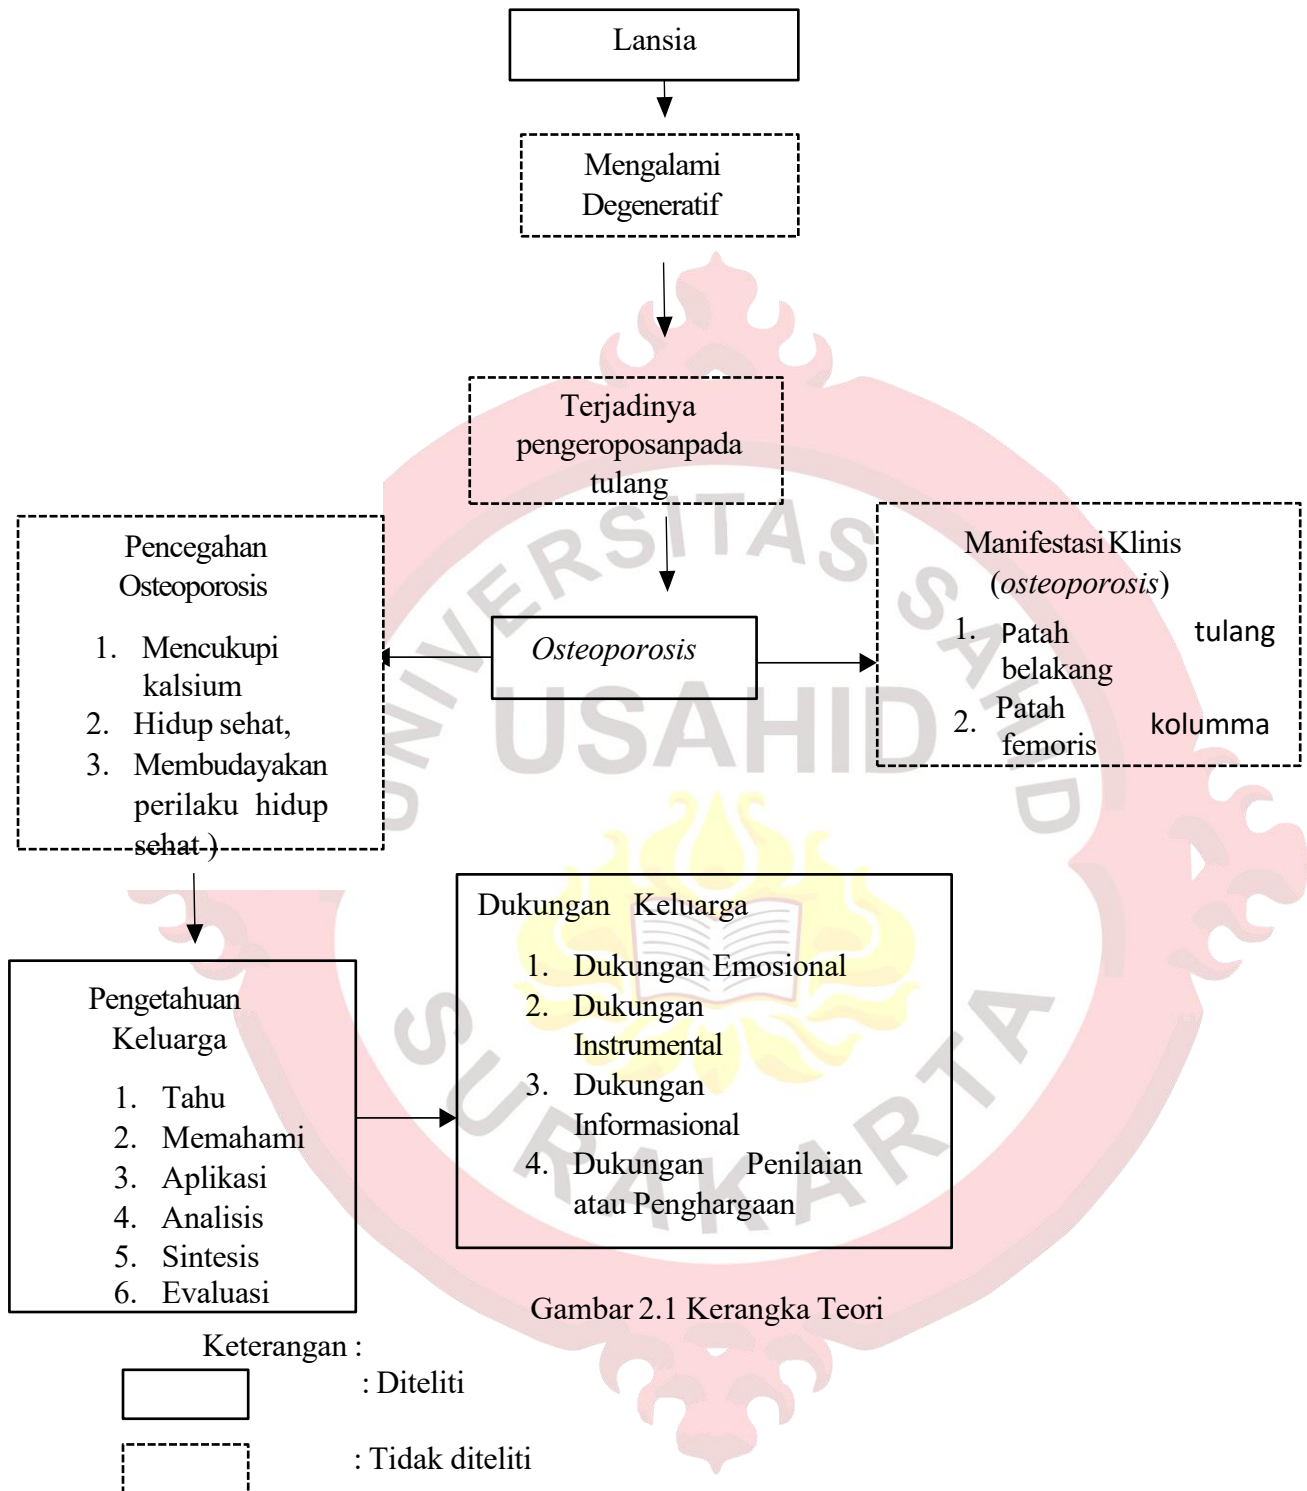 Lansia
Mengalami
Degeneratif
Terjadinya
pengeroposanpada
tulang
Pencegahan
Osteoporosis
1. Mencukupi
kalsium
2. Hidup sehat,
3. Membudayakan
perilaku hidup
sehat )
Osteoporosis
Manifestasi Klinis
(osteoporosis)
1. Patah tulang
belakang
2. Patah kolumma
femoris
Pengetahuan
Keluarga
1. Tahu
2. Memahami
3. Aplikasi
4. Analisis
5. Sintesis
6. Evaluasi
Dukungan Keluarga
1. Dukungan Emosional
2. Dukungan
Instrumental
3. Dukungan
Informasional
4. Dukungan Penilaian
atau Penghargaan
Gambar 2.1 Kerangka Teori
Keterangan :
: Diteliti
: Tidak diteliti
UNIVERSITAS SAHID
USAHID
SURAKARTA